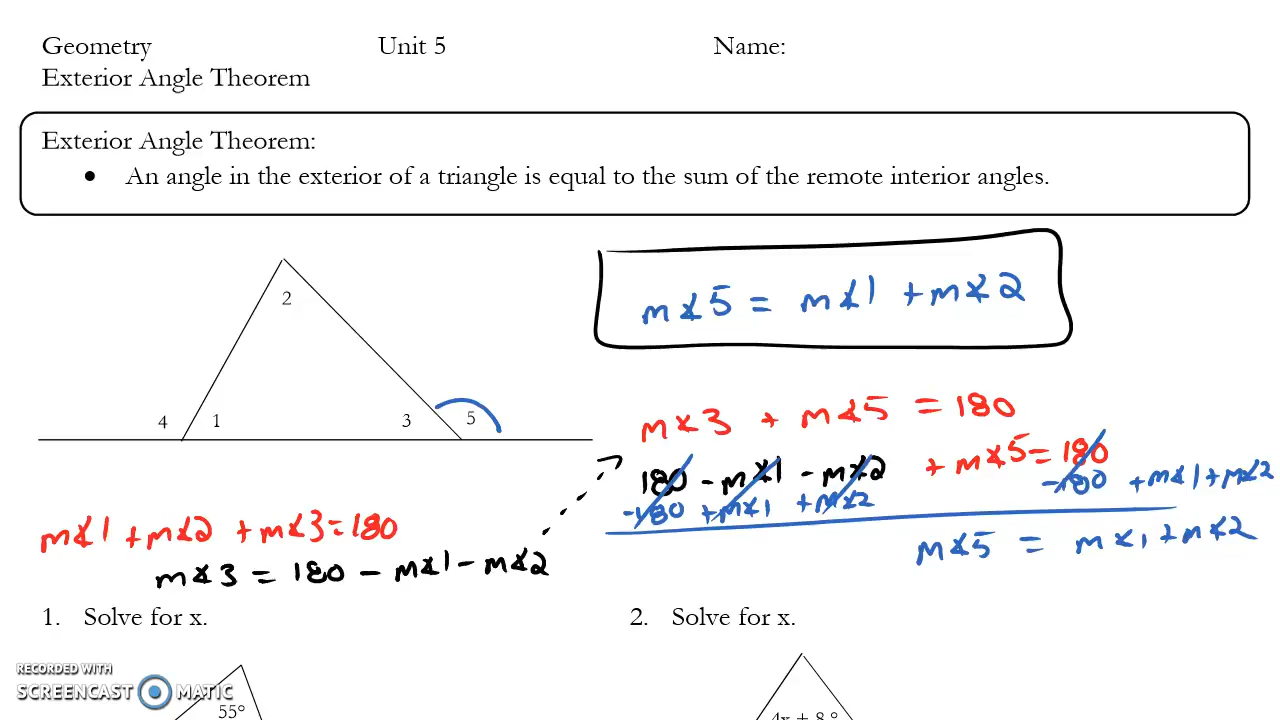 Geometry Unit 5 Name:
Exterior Angle Theorem
Exterior Angle Theorem:
• An angle in the exterior of a triangle is equal to the sum of the remote interior angles.
m∡5 = m∡1 + m∡2
2
4 1 3 5
m∡3 + m∡5 = 180
180 - m∡1 - m∡2 + m∡5 = 180
-180 + m∡1 + m∡2 -180 + m∡1 + m∡2
m∡5 = m∡1 + m∡2
m∡1 + m∡2 + m∡3 = 180
m∡3 = 180 - m∡1 - m∡2
1. Solve for x. 2. Solve for x.
RECORDED WITH
SCREENCAST MATIC
55°
4x + 8 °